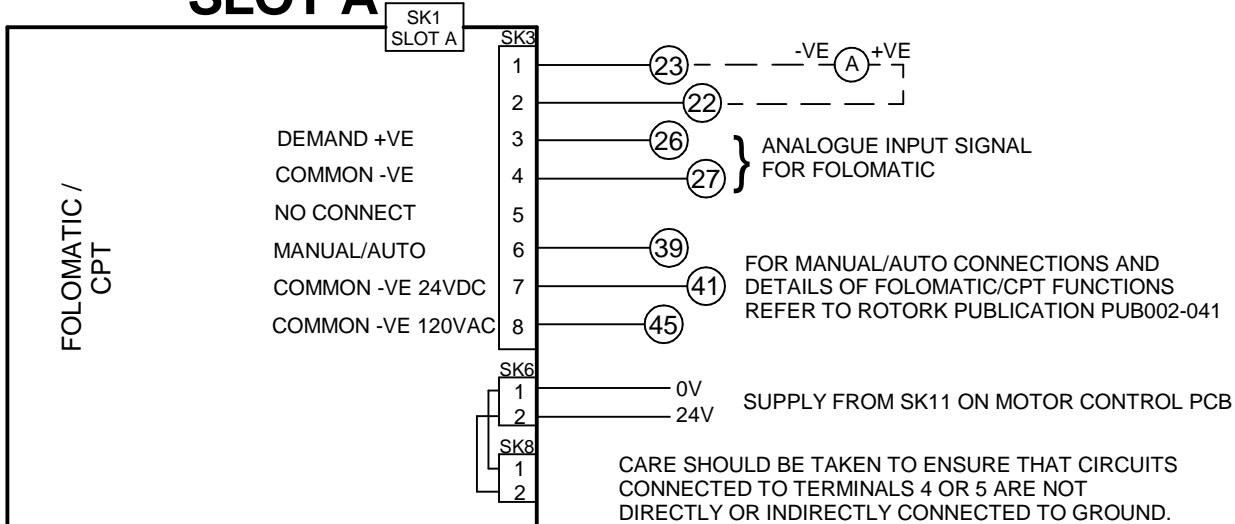 SLOT A
SK1
SLOT A
SK3
1
23
-VE
A
+VE
2
22
DEMAND +VE
3
26
COMMON -VE
4
27
}
ANALOGUE INPUT SIGNAL
FOR FOLOMATIC
NO CONNECT
5
MANUAL/AUTO
6
39
COMMON -VE 24VDC
7
41
COMMON -VE 120VAC
8
45
FOR MANUAL/AUTO CONNECTIONS AND
DETAILS OF FOLOMATIC/CPT FUNCTIONS
REFER TO ROTORK PUBLICATION PUB002-041
FOLOMATIC /
CPT
SK6
1
0V
2
24V
SUPPLY FROM SK11 ON MOTOR CONTROL PCB
SK8
1
2
CARE SHOULD BE TAKEN TO ENSURE THAT CIRCUITS
CONNECTED TO TERMINALS 4 OR 5 ARE NOT
DIRECTLY OR INDIRECTLY CONNECTED TO GROUND.